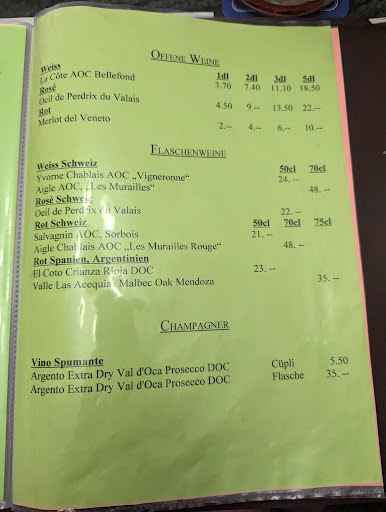 OFFENE WEINE
Weiss 1dl 2dl 3dl 5dl
La Côte AOC Bellefond 3.70 7.40 11.10 18.50
Rosé
Oeil de Perdrix du Valais 4.50 9.-- 13.50 22.--
Rot
Merlot del Veneto 2.-- 4.-- 6.-- 10.--
FLASCHENWEINE
Weiss Schweiz 50cl 70cl
Yvorne Chablais AOC „Vigneronne“ 24. --
Aigle AOC, „Les Murailles“ 48. --
Rosé Schweiz
Oeil de Perdrix du Valais 22. --
Rot Schweiz 50cl 70cl 75cl
Salvagnin AOC, Sorbois 21. --
Aigle Chablais AOC „Les Murailles Rouge“ 48. --
Rot Spanien, Argentinien
El Coto Crianza Rioja DOC 23. --
Valle Las Acequias Malbec Oak Mendoza 35. --
CHAMPAGNER
Vino Spumante
Argento Extra Dry Val d'Oca Prosecco DOC Cüpli 5.50
Argento Extra Dry Val d'Oca Prosecco DOC Flasche 35. --